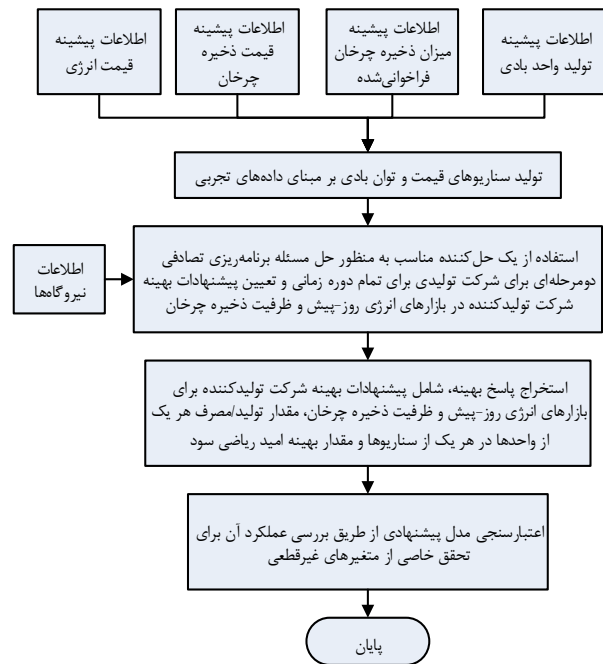 اطلاعات پیشینه
تولید واحد بادی
اطلاعات پیشینه
میزان ذخیره چرخان
فراخوانی‌شده
اطلاعات پیشینه
قیمت ذخیره
چرخان
اطلاعات پیشینه
قیمت انرژی
تولید سناریوهای قیمت و توان بادی بر مبنای داده‌های تجربی
استفاده از یک حل‌کننده مناسب به منظور حل مسئله برنامه‌ریزی تصادفی
دومرحله‌ای برای شرکت تولیدی برای تمام دوره زمانی و تعیین پیشنهادات بهینه
شرکت تولیدکننده در بازارهای انرژی روز-پیش و ظرفیت ذخیره چرخان
اطلاعات
نیروگاه‌ها
استخراج پاسخ بهینه، شامل پیشنهادات بهینه شرکت تولیدکننده برای
بازارهای انرژی روز-پیش و ظرفیت ذخیره چرخان، مقدار تولید/مصرف هر یک
از واحدها در هر یک از سناریوها و مقدار بهینه امید ریاضی سود
اعتبارسنجی مدل پیشنهادی از طریق بررسی عملکرد آن برای
تحقق خاصی از متغیرهای غیرقطعی
پایان